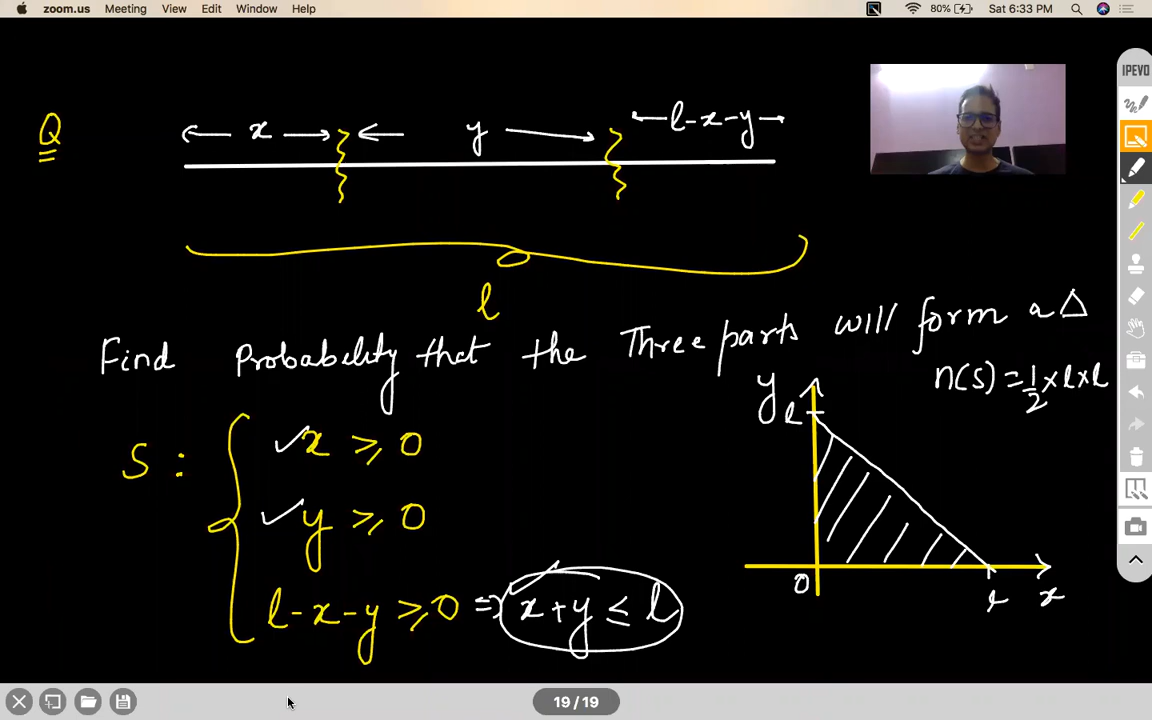 zoom.us Meeting View Edit Window Help 80% Sat 6:33 PM
IPEVO
Q
x y l-x-y
l
Find Probability that the Three parts will form a △
n(S) = 1/2 × l × l
y
l
S : x ≥ 0
y ≥ 0
l-x-y ≥ 0 ⇒ x+y ≤ l
0 l x
19 / 19